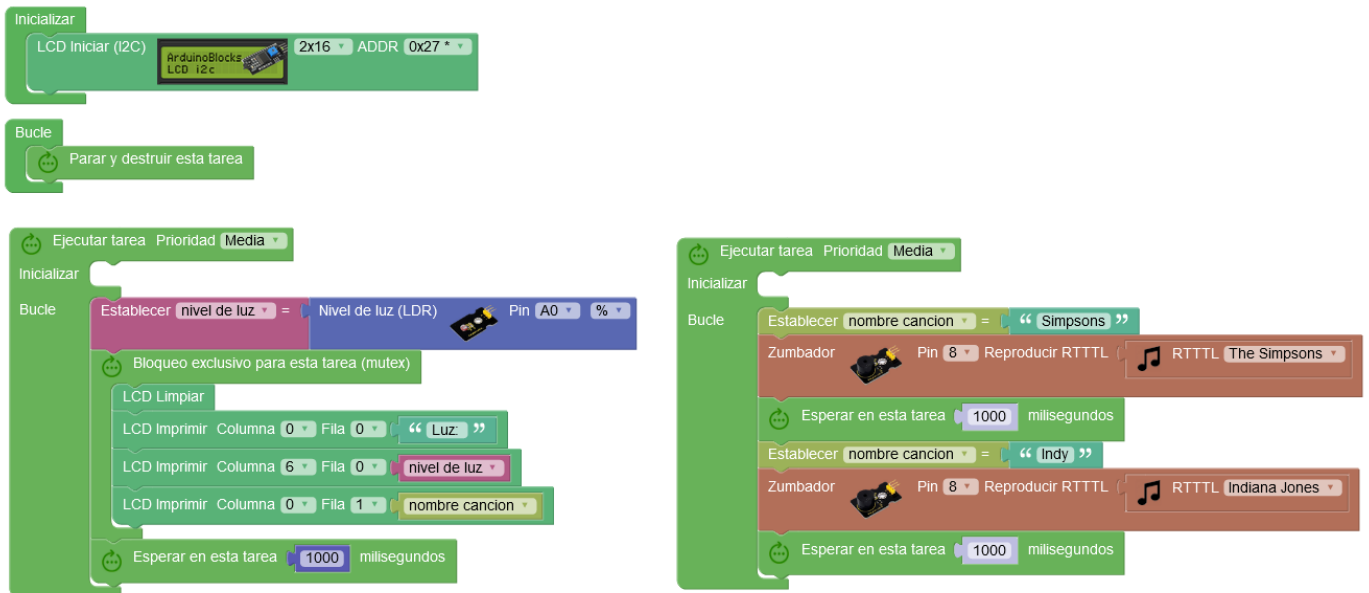 Inicializar
LCD Iniciar (I2C) ArduinoBlocks LCD i2c 2x16 ADDR 0x27 *
Bucle
Parar y destruir esta tarea
Ejecutar tarea Prioridad Media
Inicializar
Bucle
Establecer nivel de luz = Nivel de luz (LDR) Pin A0 %
Bloqueo exclusivo para esta tarea (mutex)
LCD Limpiar
LCD Imprimir Columna 0 Fila 0 “ Luz: ”
LCD Imprimir Columna 6 Fila 0 nivel de luz
LCD Imprimir Columna 0 Fila 1 nombre cancion
Esperar en esta tarea 1000 milisegundos
Ejecutar tarea Prioridad Media
Inicializar
Bucle
Establecer nombre cancion = “ Simpsons ”
Zumbador Pin 8 Reproducir RTTTL RTTTL The Simpsons
Esperar en esta tarea 1000 milisegundos
Establecer nombre cancion = “ Indy ”
Zumbador Pin 8 Reproducir RTTTL RTTTL Indiana Jones
Esperar en esta tarea 1000 milisegundos